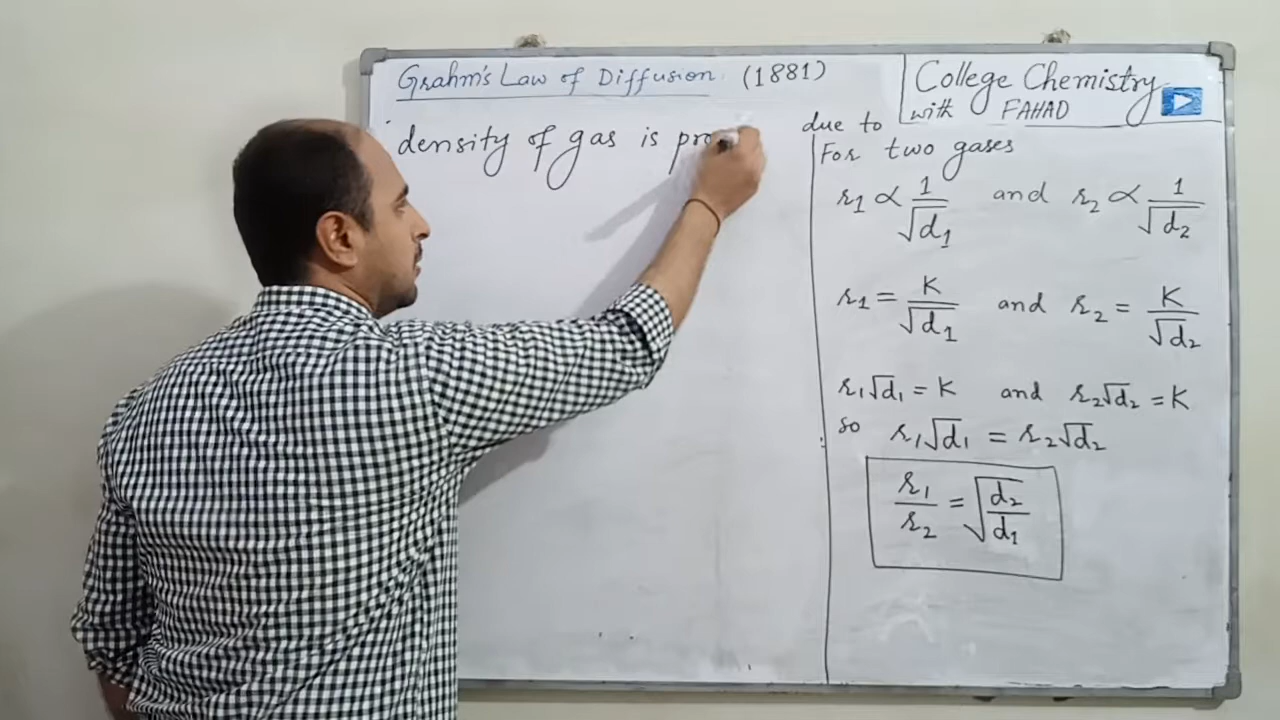 Grahm's Law of Diffusion. (1881)
College Chemistry
with FAHAD
density of gas is pro
due to
For two gases
r₁ ∝ 1/√d₁ and r₂ ∝ 1/√d₂
r₁ = K/√d₁ and r₂ = K/√d₂
r₁√d₁ = K and r₂√d₂ = K
so r₁√d₁ = r₂√d₂
r₁/r₂ = √(d₂/d₁)